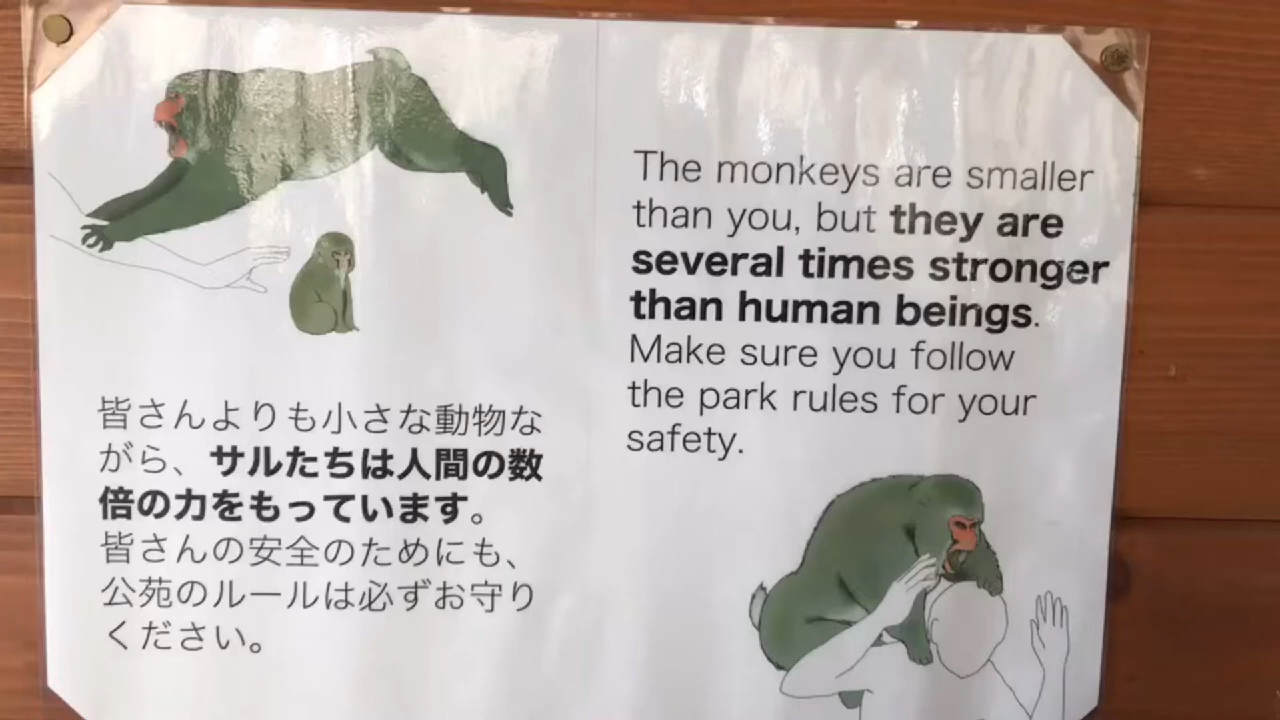 皆さんよりも小さな動物な
がら、サルたちは人間の数
倍の力をもっています。
皆さんの安全のためにも、
公苑のルールは必ずお守り
ください。
The monkeys are smaller
than you, but they are
several times stronger
than human beings.
Make sure you follow
the park rules for your
safety.